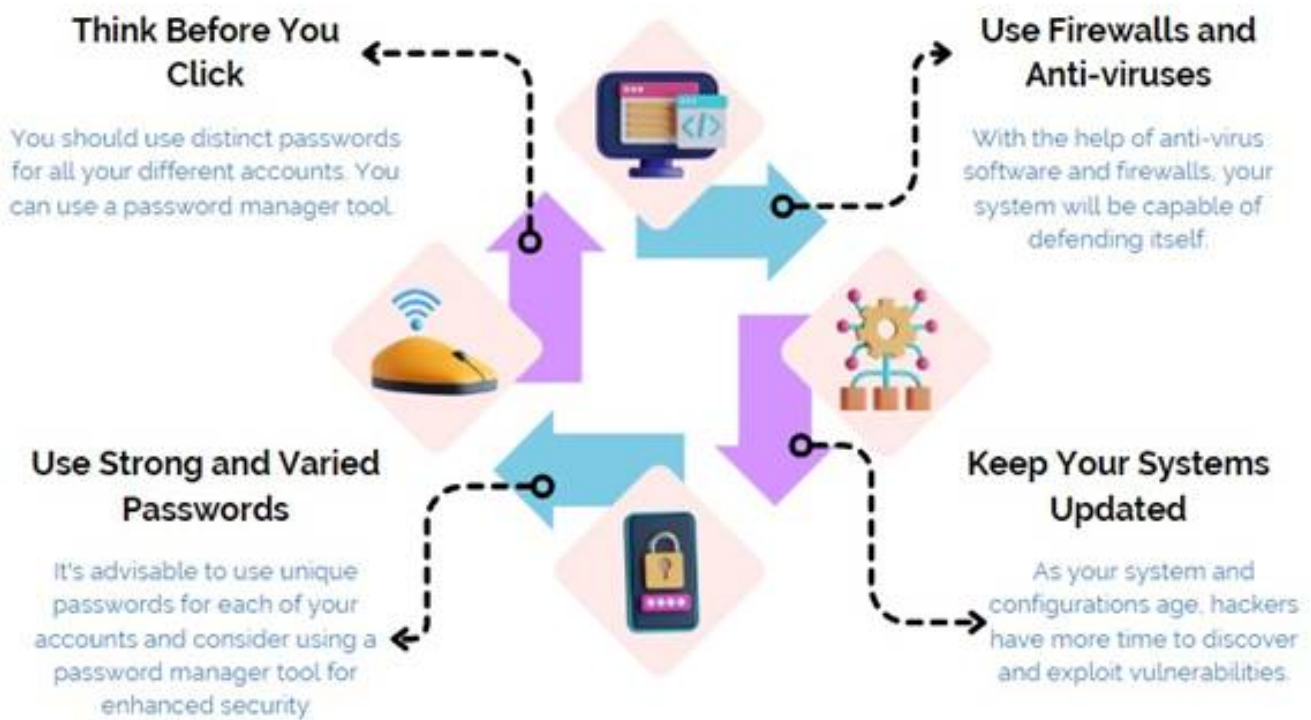 Think Before You
Click
You should use distinct passwords
for all your different accounts. You
can use a password manager tool.
Use Firewalls and
Anti-viruses
With the help of anti-virus
software and firewalls, your
system will be capable of
defending itself.
</>
Use Strong and Varied
Passwords
It's advisable to use unique
passwords for each of your
accounts and consider using a
password manager tool for
enhanced security
Keep Your Systems
Updated
As your system and
configurations age, hackers
have more time to discover
and exploit vulnerabilities.